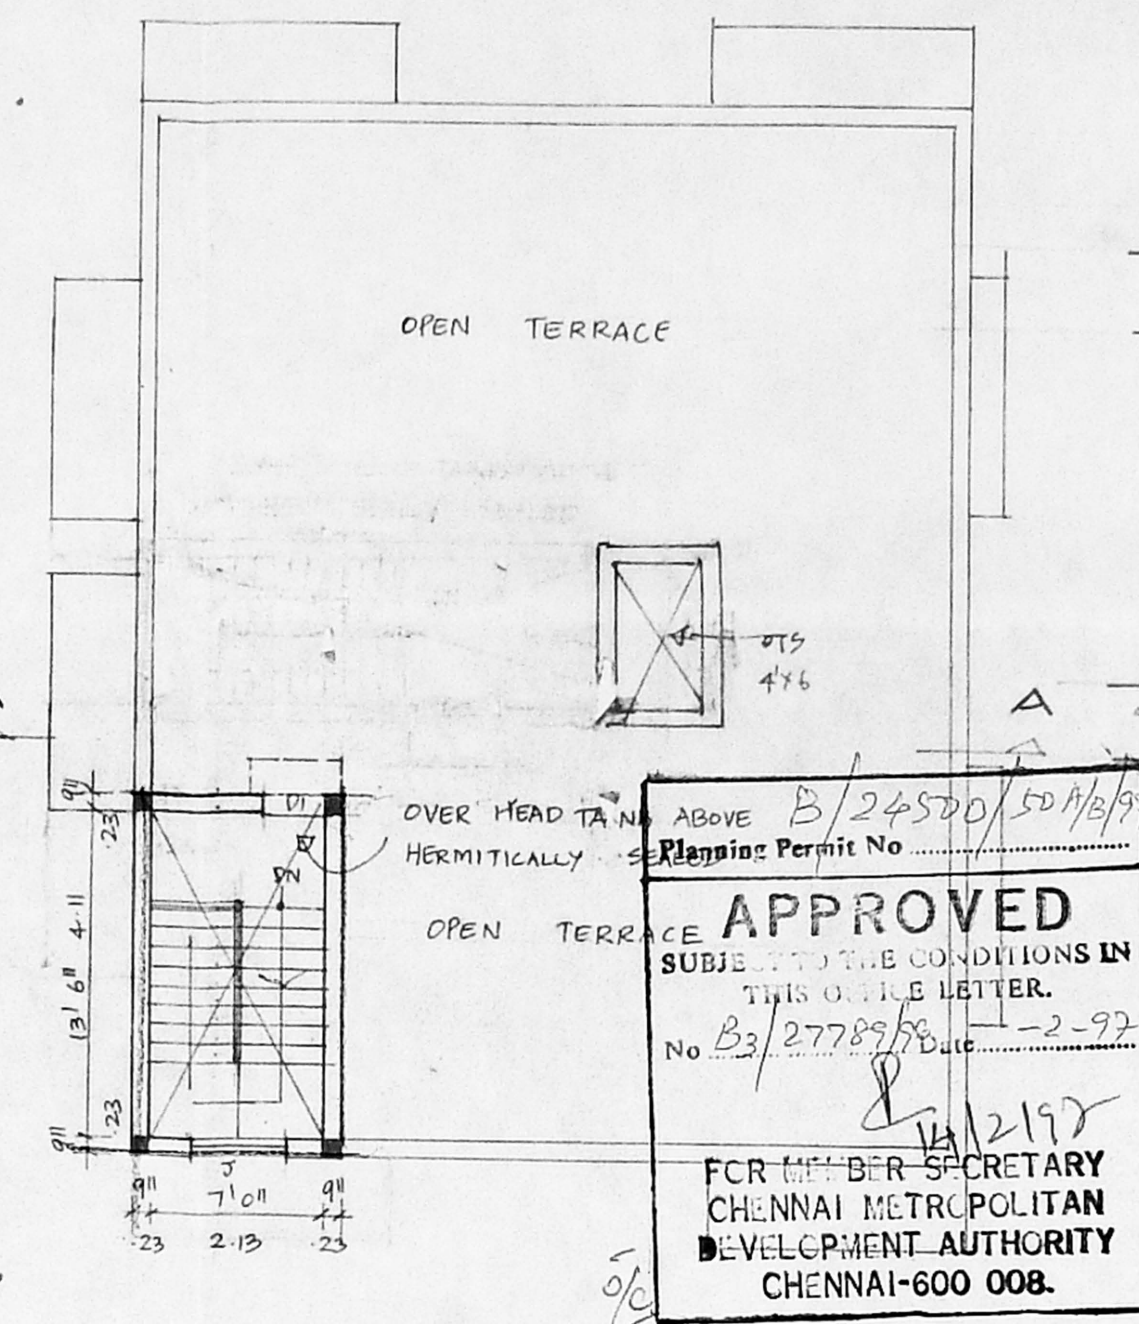 OPEN TERRACE
OTS
4'x6
A
OVER HEAD TANK ABOVE
HERMITICALLY SEALED
D1
DN
OPEN TERRACE
9"
.23
13' 6" 4.11
.23
9"
9" 7'0" 9"
.23 2.13 .23
B/24500/50 A/B/9
Planning Permit No
APPROVED
SUBJECT TO THE CONDITIONS IN
THIS OFFICE LETTER.
No B3/27789/96 Date -2-97
14/2/97
FOR MEMBER SECRETARY
CHENNAI METROPOLITAN
DEVELOPMENT AUTHORITY
CHENNAI-600 008.
O/C